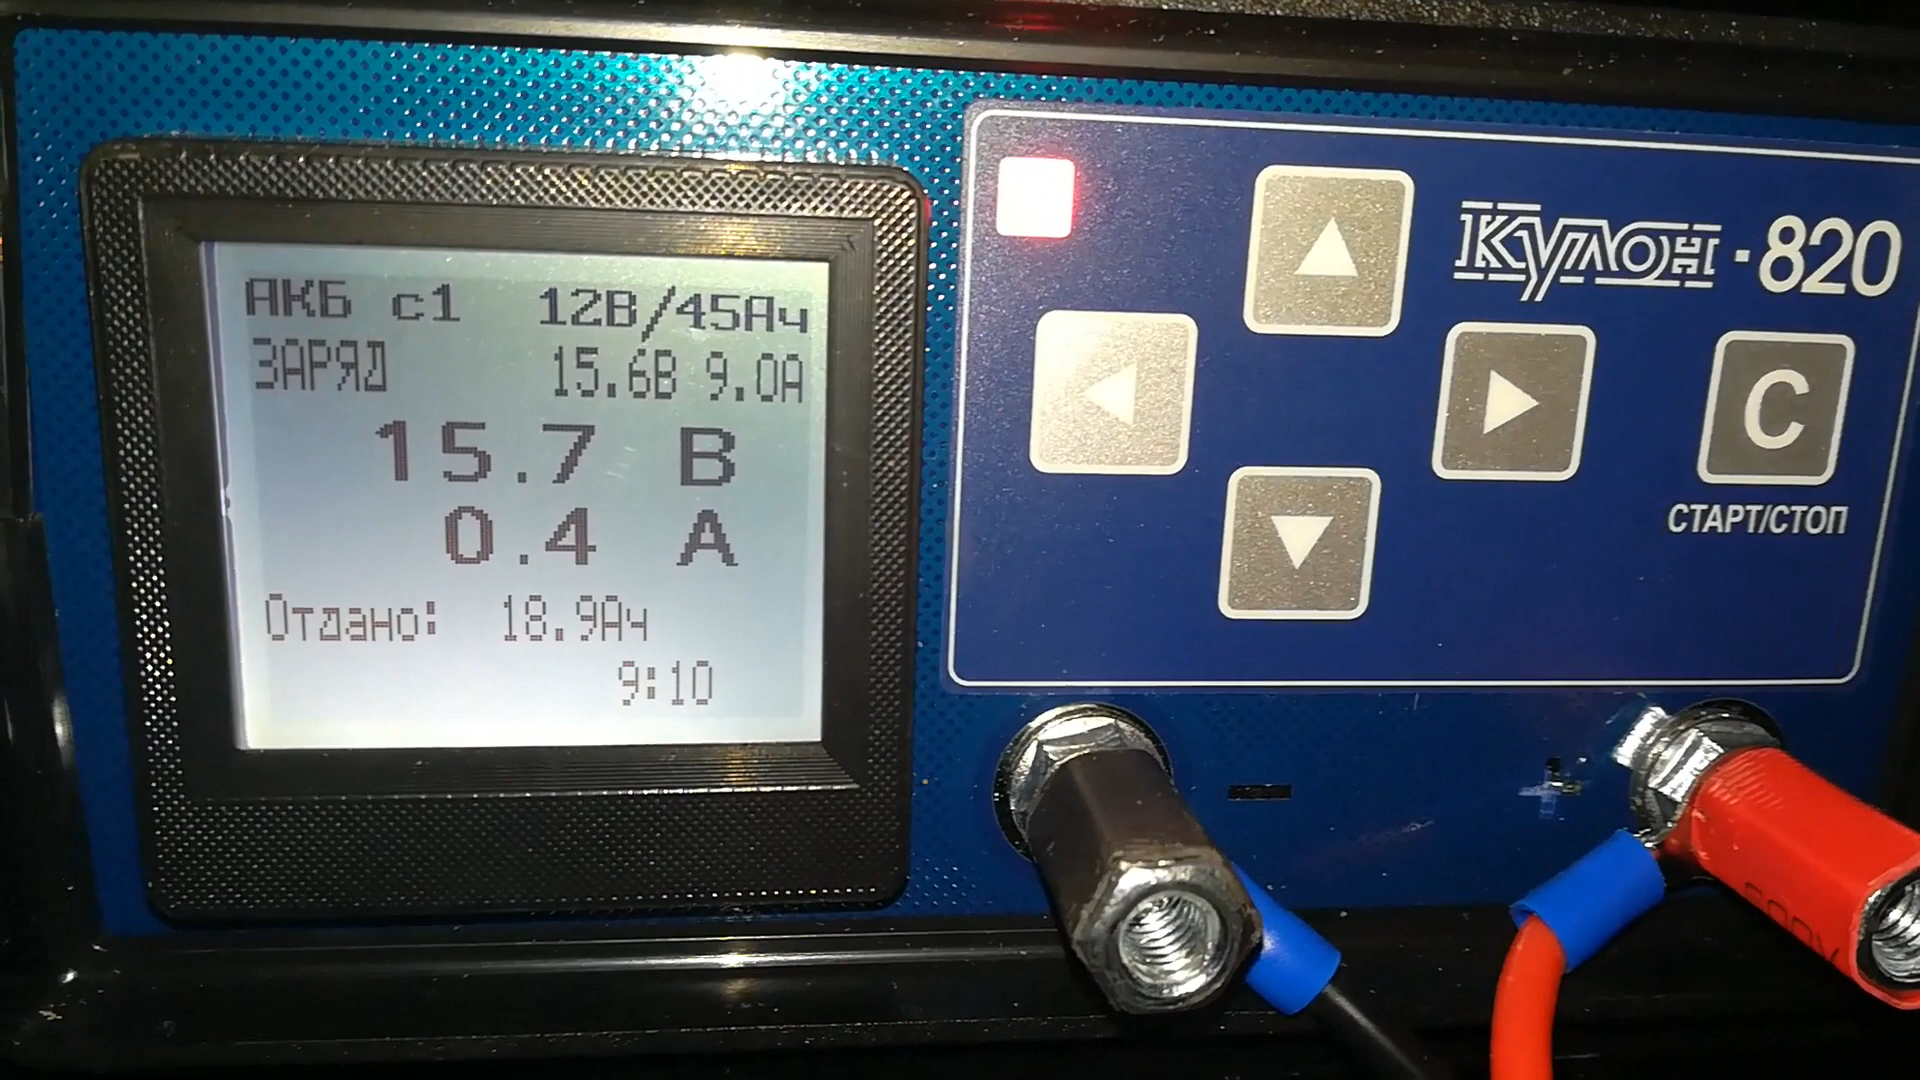 АКБ с1 12В/45Ач
ЗАРЯД 15.6В 9.0А
15.7 В
0.4 А
Отдано: 18.9Ач
9:10
КУЛОН-820
С
СТАРТ/СТОП
- +
600V